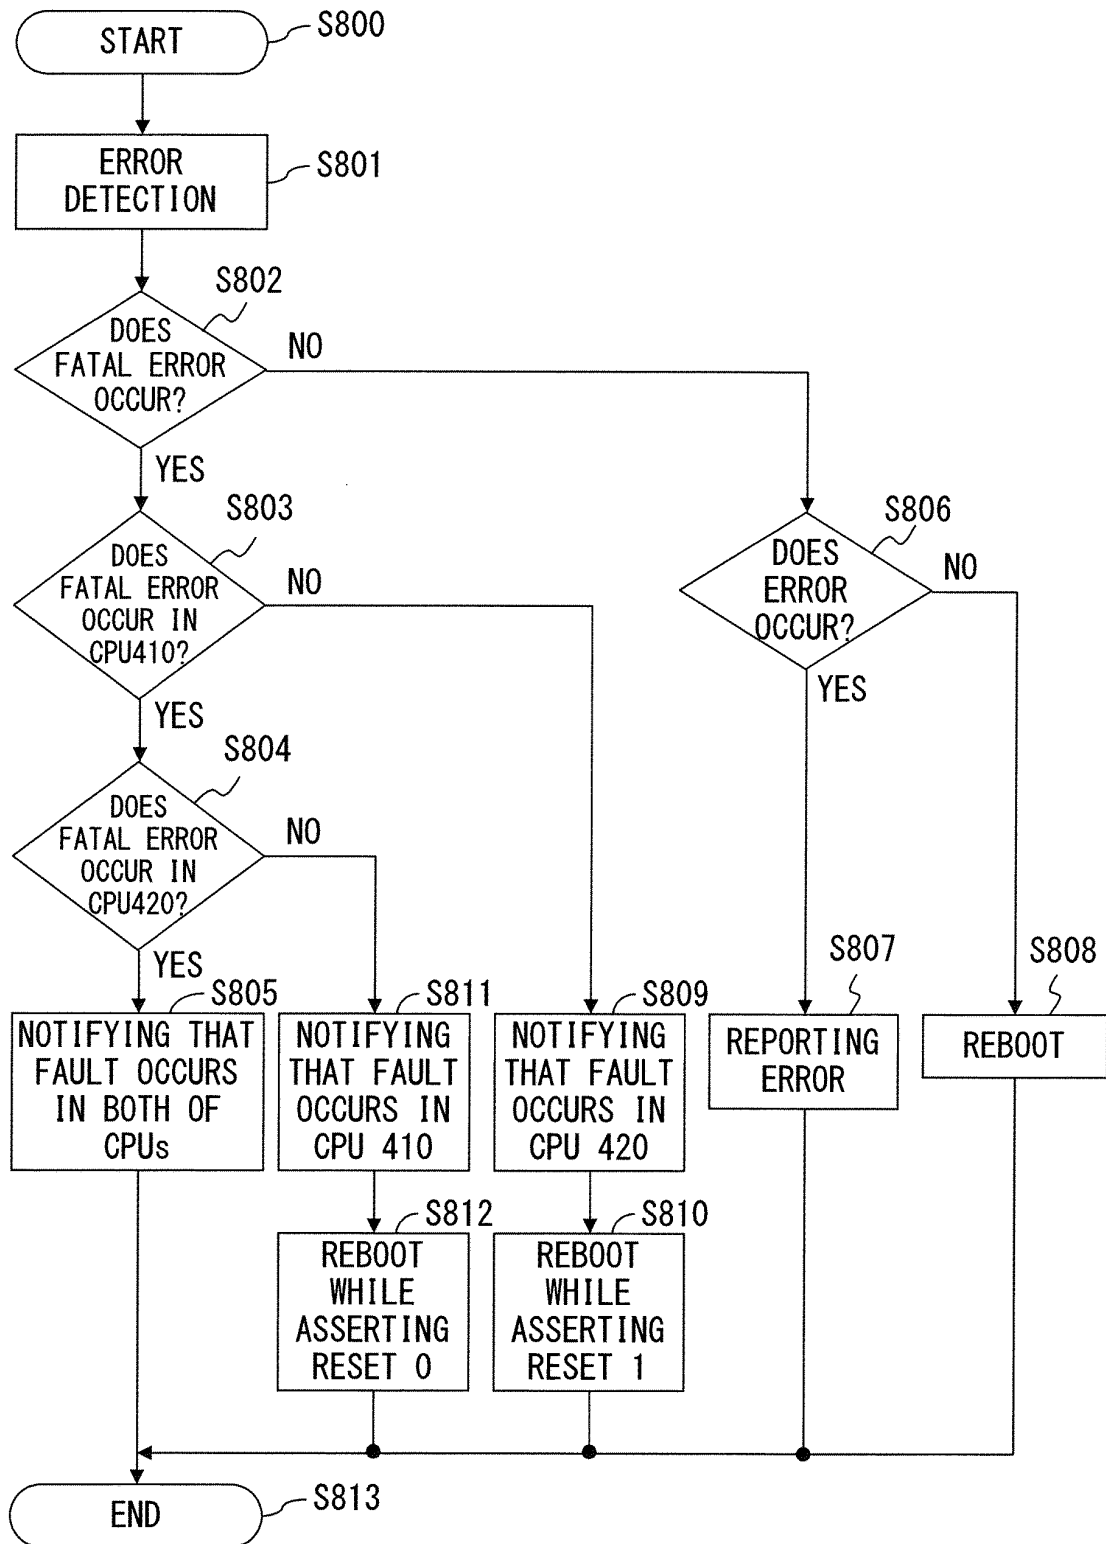 START
S800
ERROR
DETECTION
S801
S802
DOES
FATAL ERROR
OCCUR?
NO
YES
S803
DOES
FATAL ERROR
OCCUR IN
CPU410?
NO
YES
S806
DOES
ERROR
OCCUR?
NO
YES
S804
DOES
FATAL ERROR
OCCUR IN
CPU420?
NO
YES
S805
NOTIFYING THAT
FAULT OCCURS
IN BOTH OF
CPUs
S811
NOTIFYING
THAT FAULT
OCCURS IN
CPU 410
S809
NOTIFYING
THAT FAULT
OCCURS IN
CPU 420
S807
REPORTING
ERROR
S808
REBOOT
S812
REBOOT
WHILE
ASSERTING
RESET 0
S810
REBOOT
WHILE
ASSERTING
RESET 1
END
S813